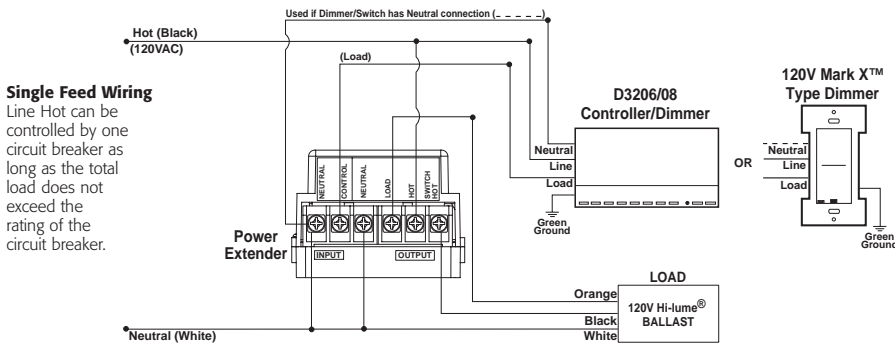 Used if Dimmer/Switch has Neutral connection (- - - - -)
Hot (Black)
(120VAC)
(Load)
Single Feed Wiring
Line Hot can be
controlled by one
circuit breaker as
long as the total
load does not
exceed the
rating of the
circuit breaker.
D3206/08
Controller/Dimmer
120V Mark X™
Type Dimmer
Neutral
Line
Load
Green
Ground
OR
Neutral
Line
Load
Green
Ground
NEUTRAL
CONTROL
NEUTRAL
LOAD
HOT
SWITCH
HOT
Power
Extender
INPUT
OUTPUT
LOAD
Orange
Black
White
120V Hi-lume®
BALLAST
Neutral (White)